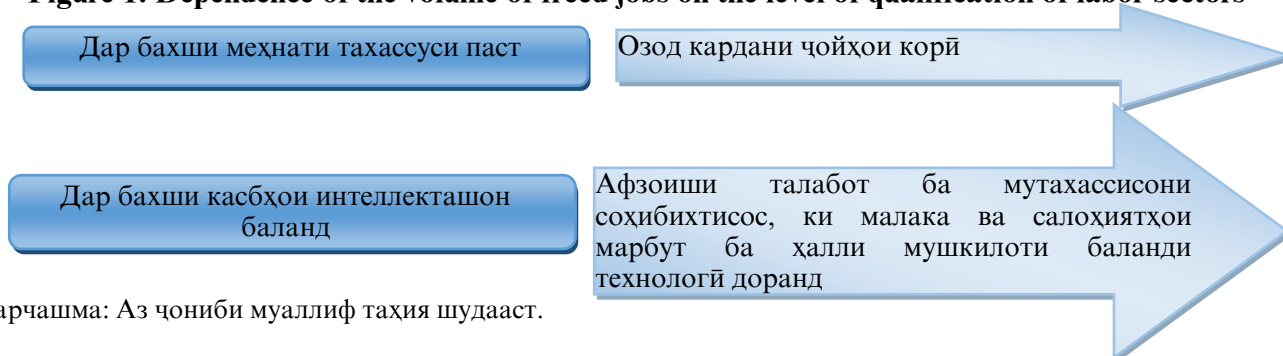 Figure 1. Dependence of the volume of freed jobs on the level of qualification of labor sectors
Дар бахши меҳнати тахассуси паст
Озод кардани ҷойҳои корӣ
Дар бахши касбҳои интеллекташон
баланд
Афзоиши талабот ба мутахассисони
соҳибихтисос, ки малака ва салоҳиятҳои
марбут ба ҳалли мушкилоти баланди
технологӣ доранд
арчашма: Аз ҷониби муаллиф таҳия шудааст.